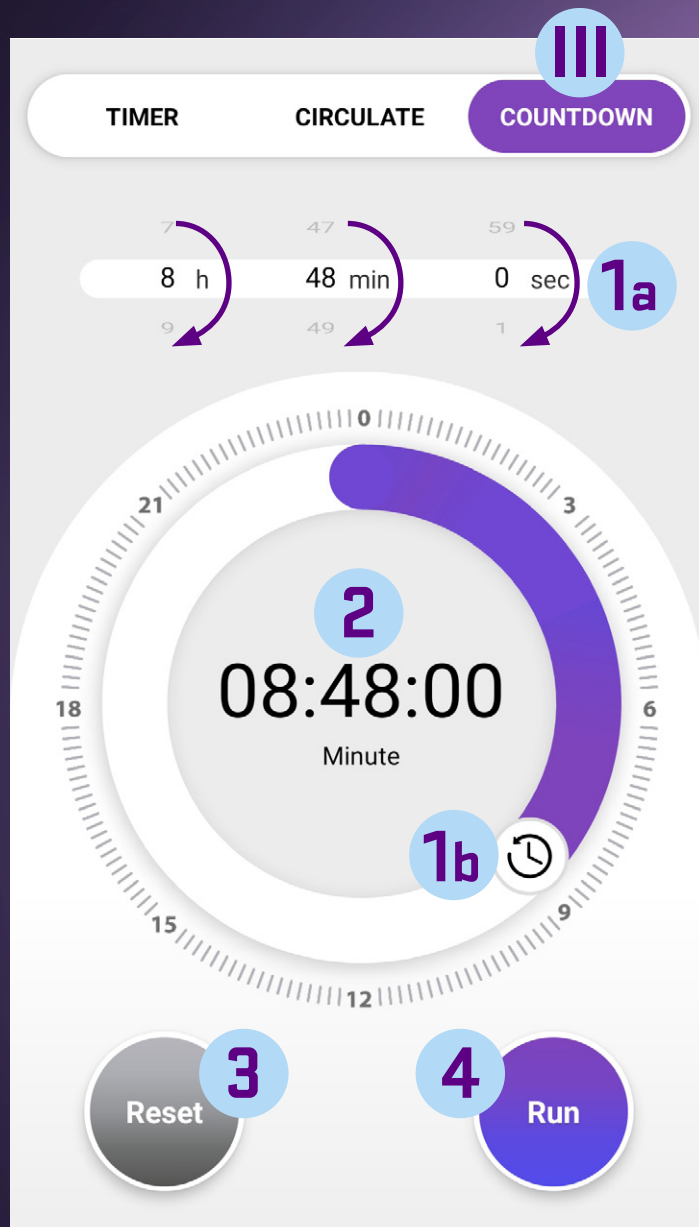 III
TIMER CIRCULATE COUNTDOWN
7 47 59
8 h 48 min 0 sec 1a
9 49 1
0
21 3
2
08:48:00
18 6
Minute
1b
15 9
12
3 4
Reset Run